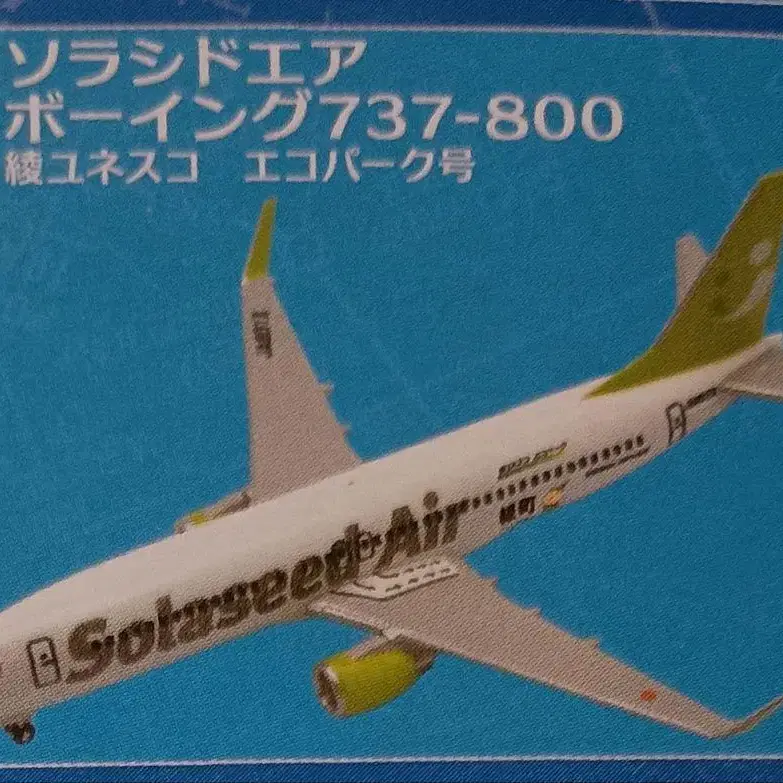 ソラシドエア
ボーイング737-800
綾ユネスコ　エコパーク号
Solaseed Air
綾町